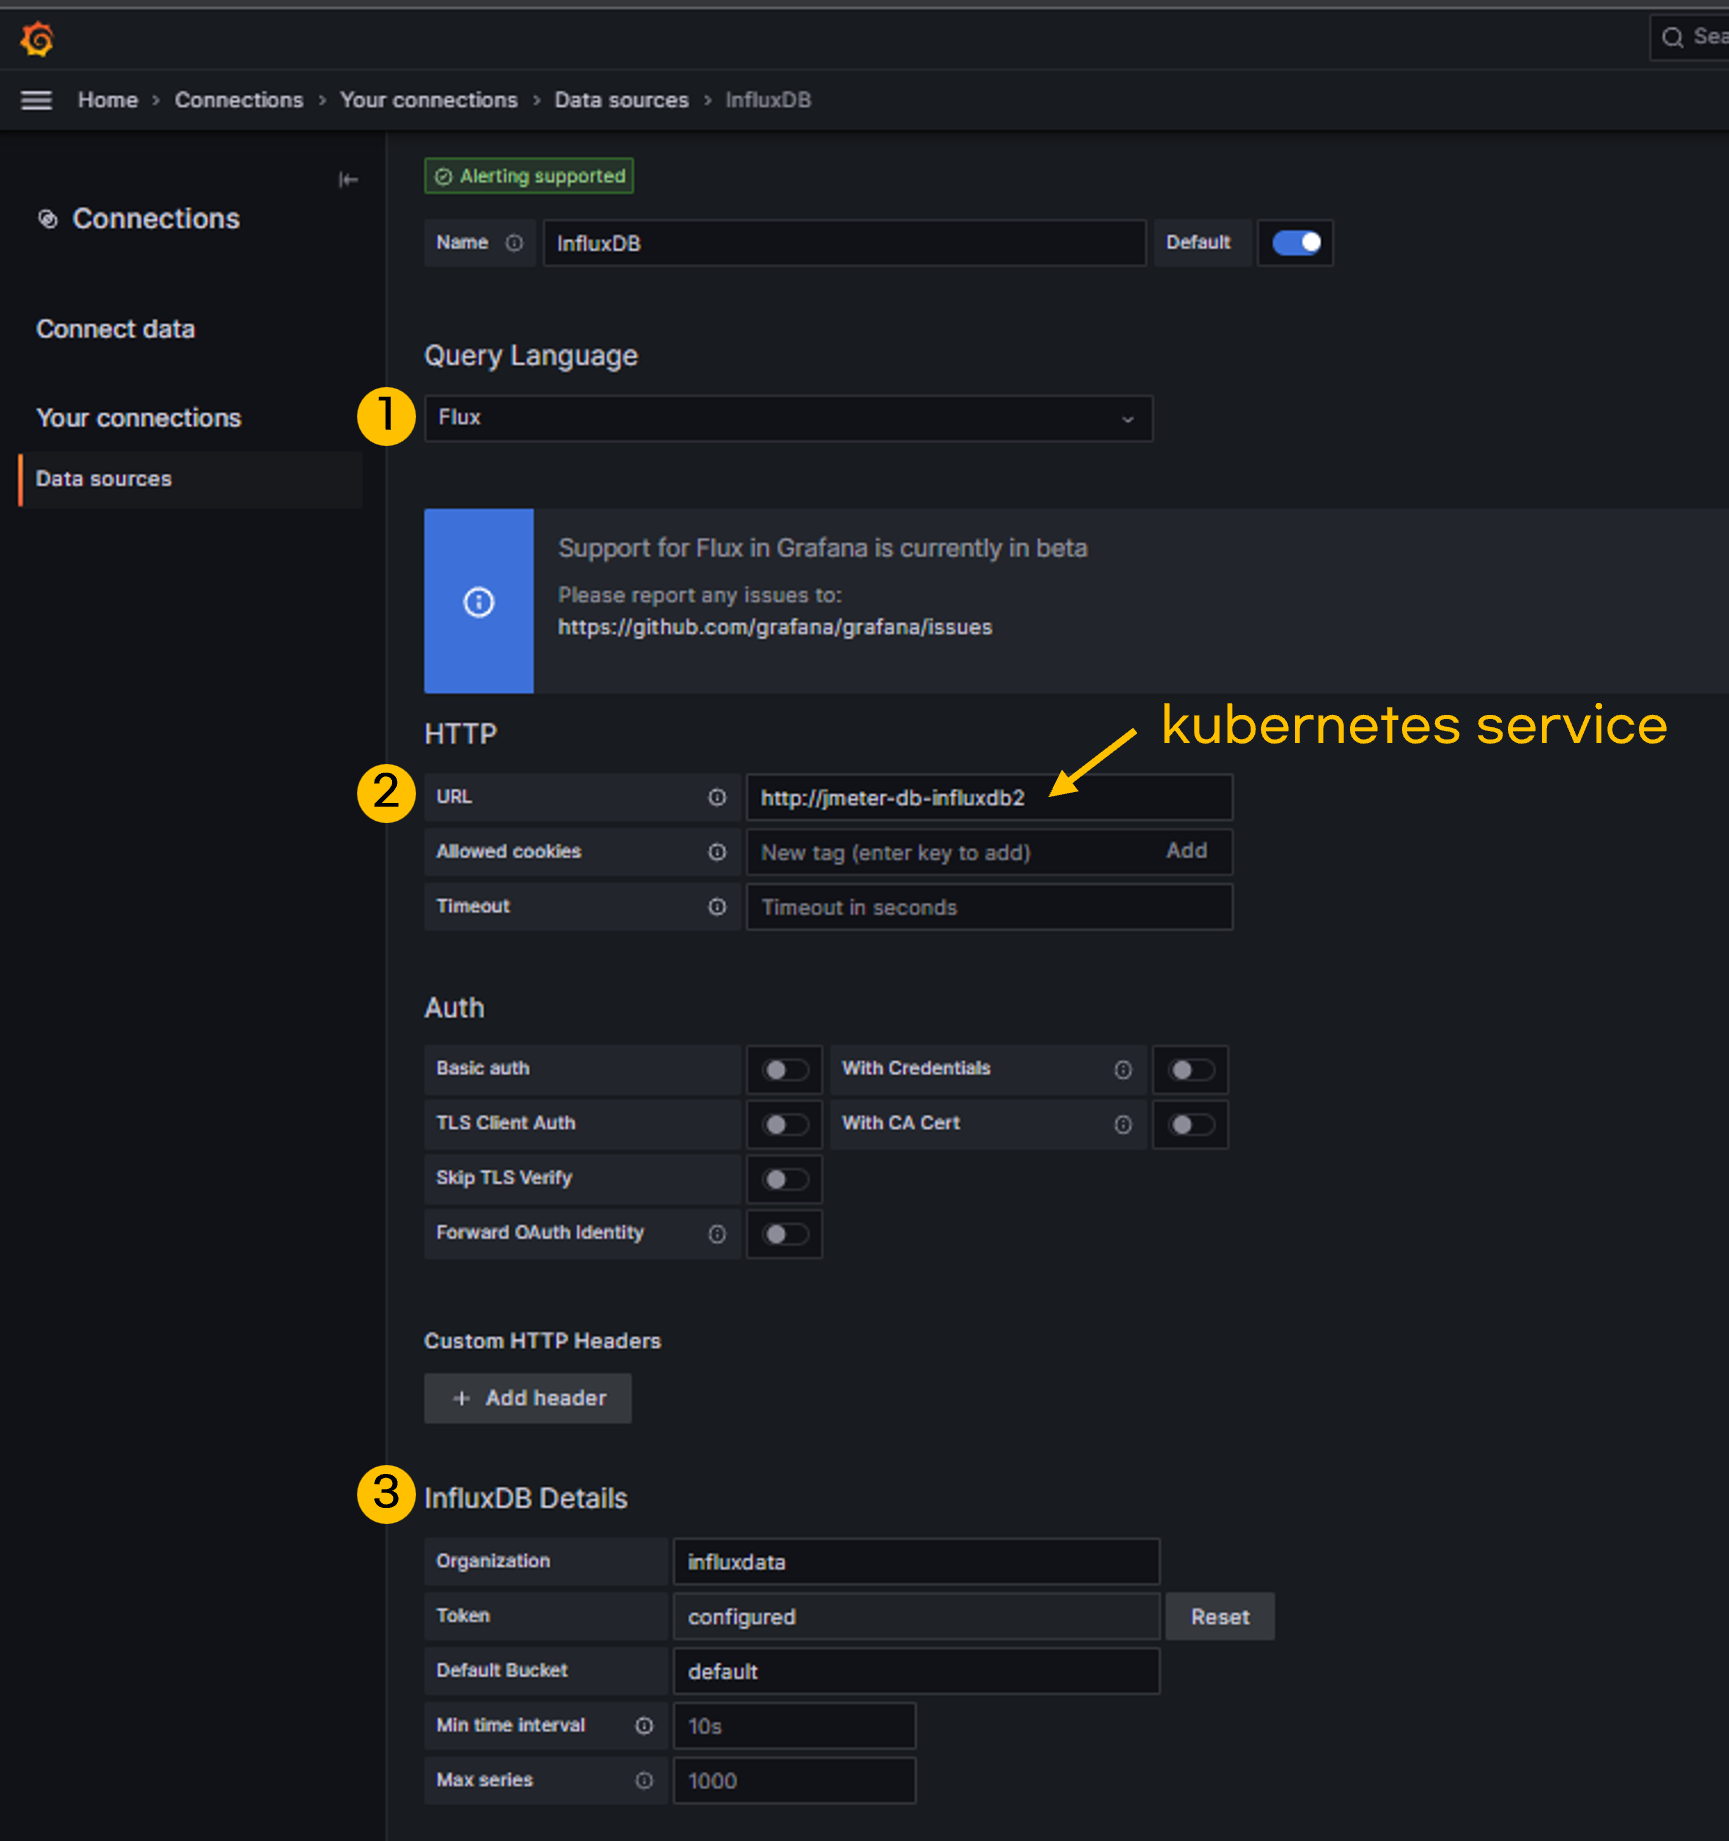 Sea
Home › Connections › Your connections › Data sources › InfluxDB
Connections
Connect data
Your connections
Data sources
Alerting supported
Name InfluxDB Default
Query Language
1 Flux
Support for Flux in Grafana is currently in beta
Please report any issues to:
https://github.com/grafana/grafana/issues
HTTP
kubernetes service
2 URL http://jmeter-db-influxdb2
Allowed cookies New tag (enter key to add) Add
Timeout Timeout in seconds
Auth
Basic auth With Credentials
TLS Client Auth With CA Cert
Skip TLS Verify
Forward OAuth Identity
Custom HTTP Headers
+ Add header
3 InfluxDB Details
Organization influxdata
Token configured Reset
Default Bucket default
Min time interval 10s
Max series 1000